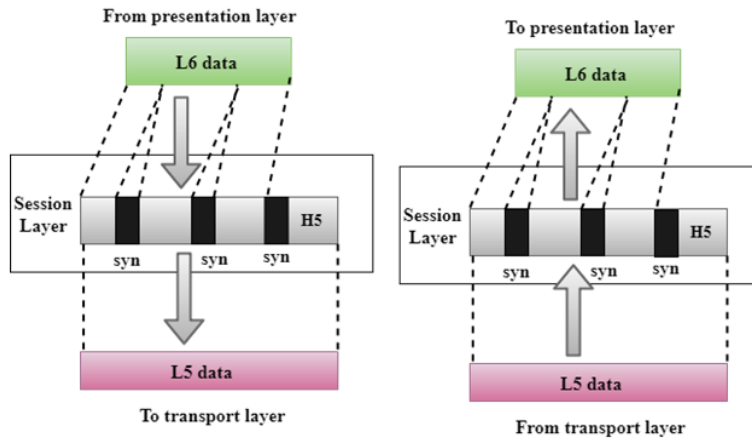 From presentation layer
L6 data
Session
Layer
H5
syn
syn
syn
L5 data
To transport layer
To presentation layer
L6 data
Session
Layer
H5
syn
syn
syn
L5 data
From transport layer